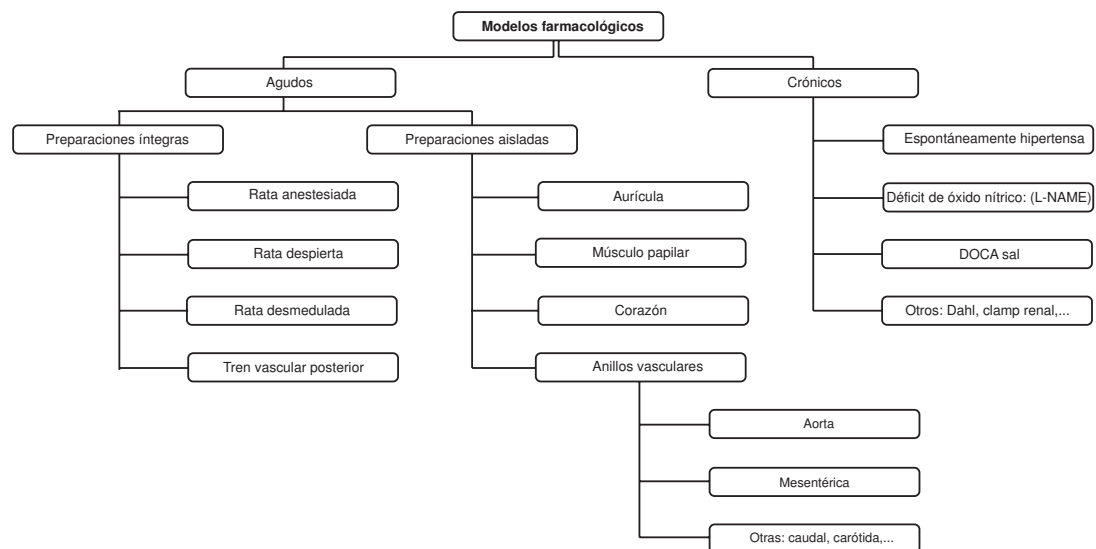 Modelos farmacológicos
Agudos
Crónicos
Preparaciones íntegras
Preparaciones aisladas
Espontáneamente hipertensa
Rata anestesiada
Aurícula
Déficit de óxido nítrico: (L-NAME)
Rata despierta
Músculo papilar
DOCA sal
Rata desmedulada
Corazón
Otros: Dahl, clamp renal,...
Tren vascular posterior
Anillos vasculares
Aorta
Mesentérica
Otras: caudal, carótida,...